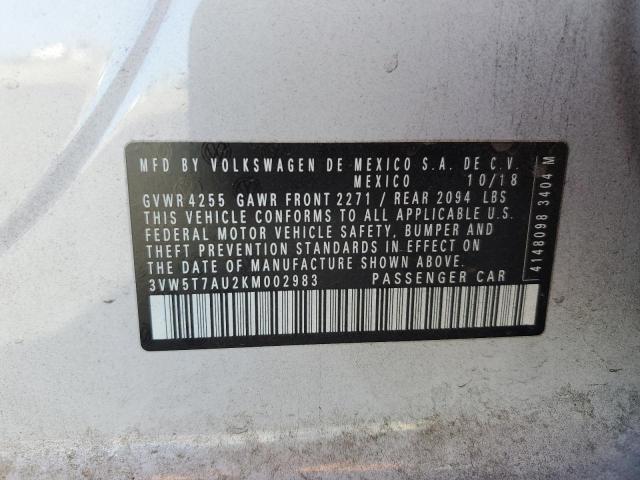 MFD BY VOLKSWAGEN DE MEXICO S.A. DE C.V.
MEXICO 10/18
GVWR 4255 GAWR FRONT 2271 / REAR 2094 LBS
THIS VEHICLE CONFORMS TO ALL APPLICABLE U.S.
FEDERAL MOTOR VEHICLE SAFETY, BUMPER AND
THEFT PREVENTION STANDARDS IN EFFECT ON
THE DATE OF MANUFACTURE SHOWN ABOVE.
3VW5T7AU2KM002983 PASSENGER CAR
4148098 3404 M